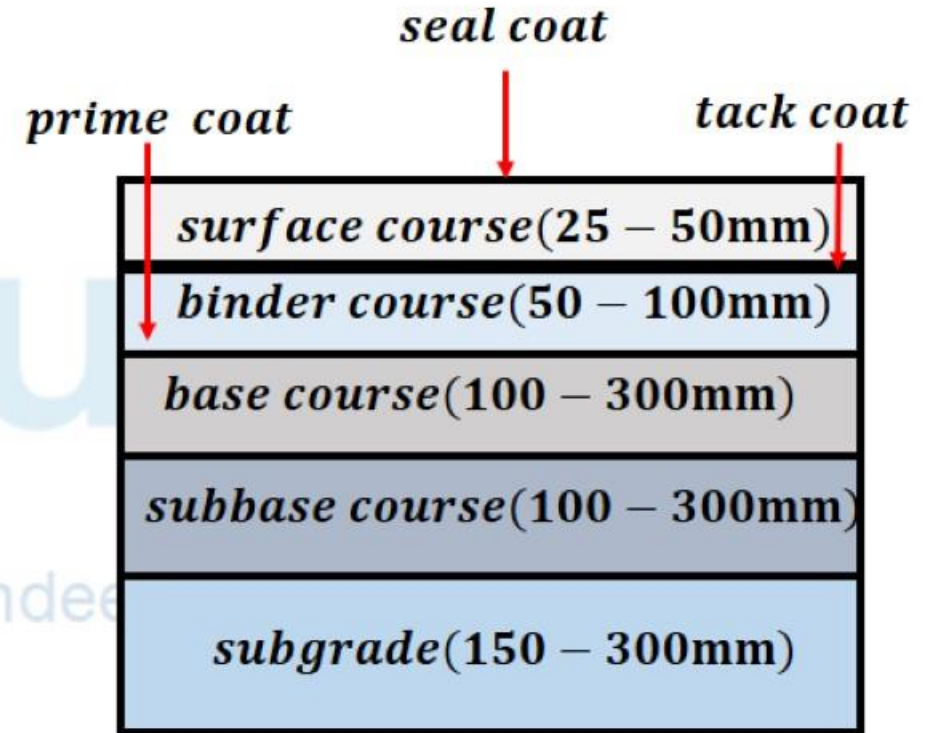 seal coat
prime coat
tack coat
surface course(25 – 50mm)
binder course(50 – 100mm)
base course(100 – 300mm)
subbase course(100 – 300mm)
subgrade(150 – 300mm)